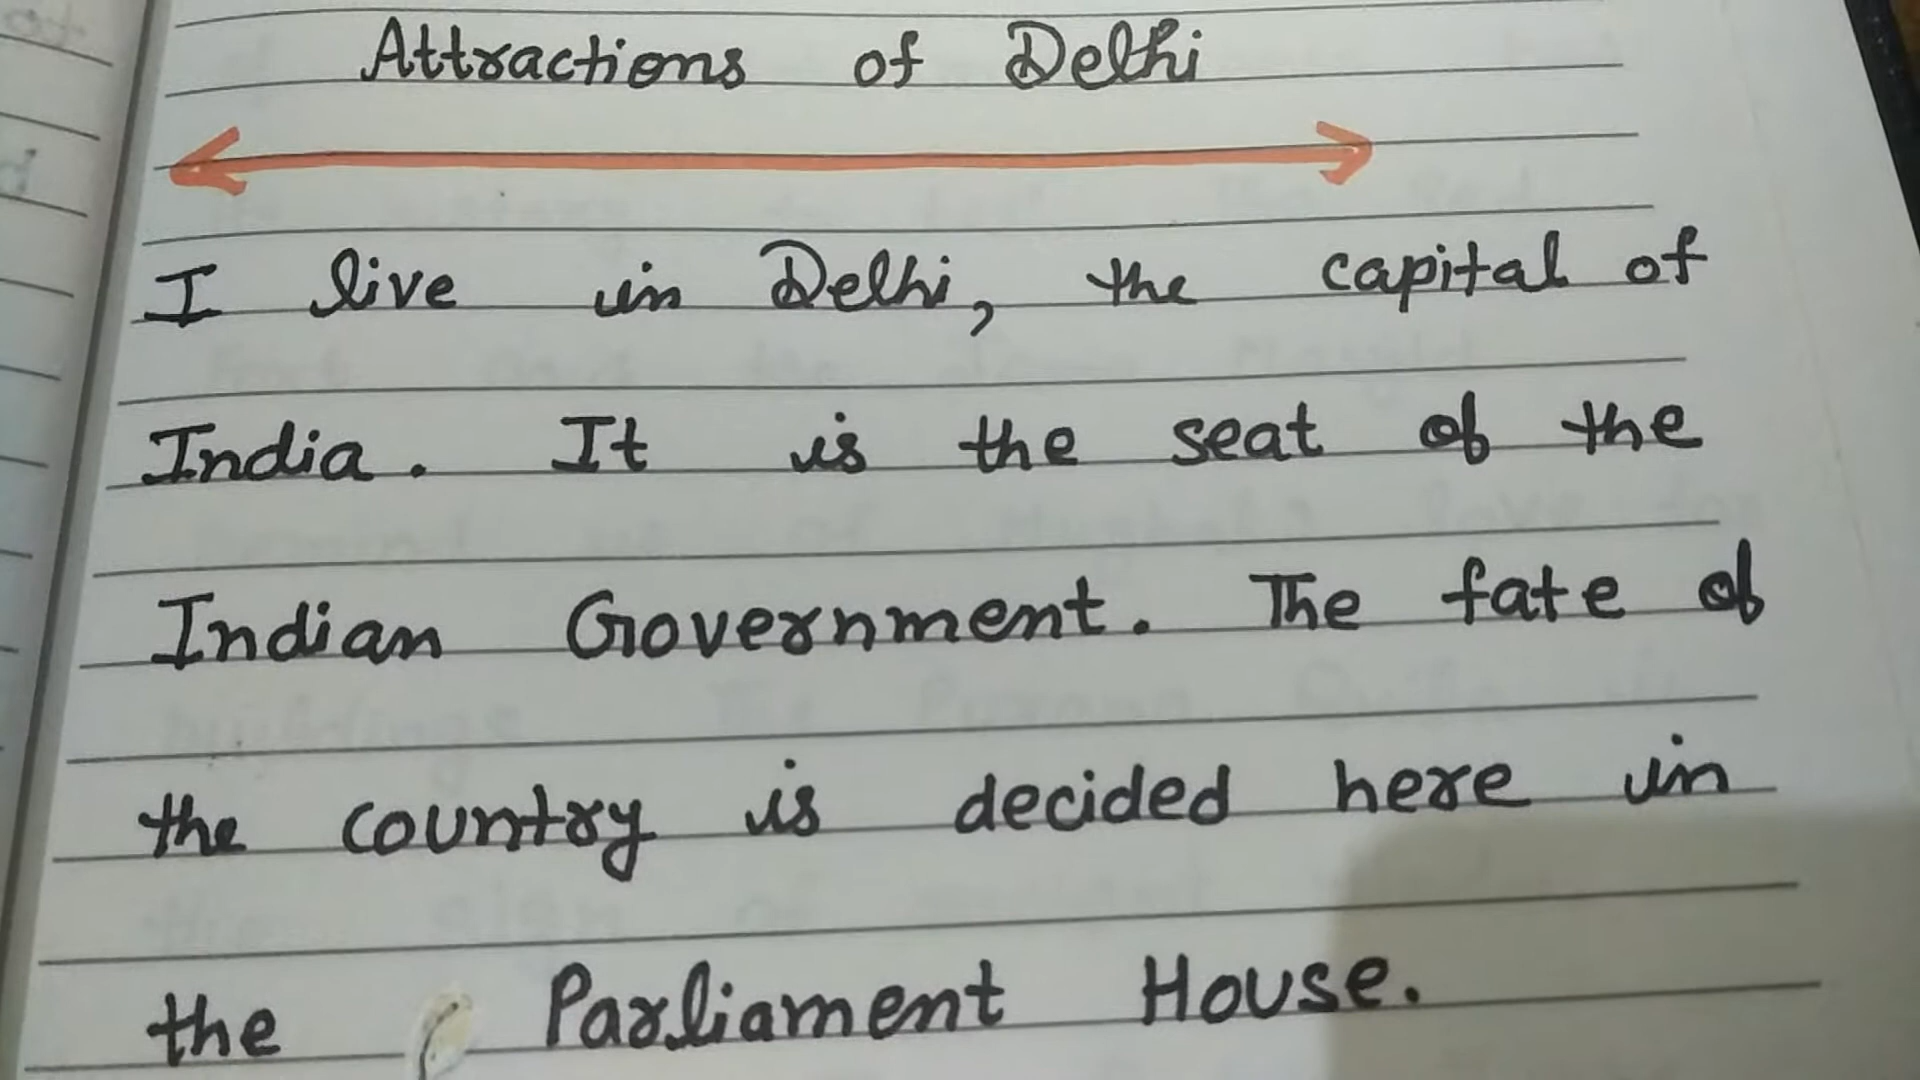 Attractions of Delhi
I live in Delhi, the capital of
India. It is the seat of the
Indian Government. The fate of
the country is decided here in
the Parliament House.